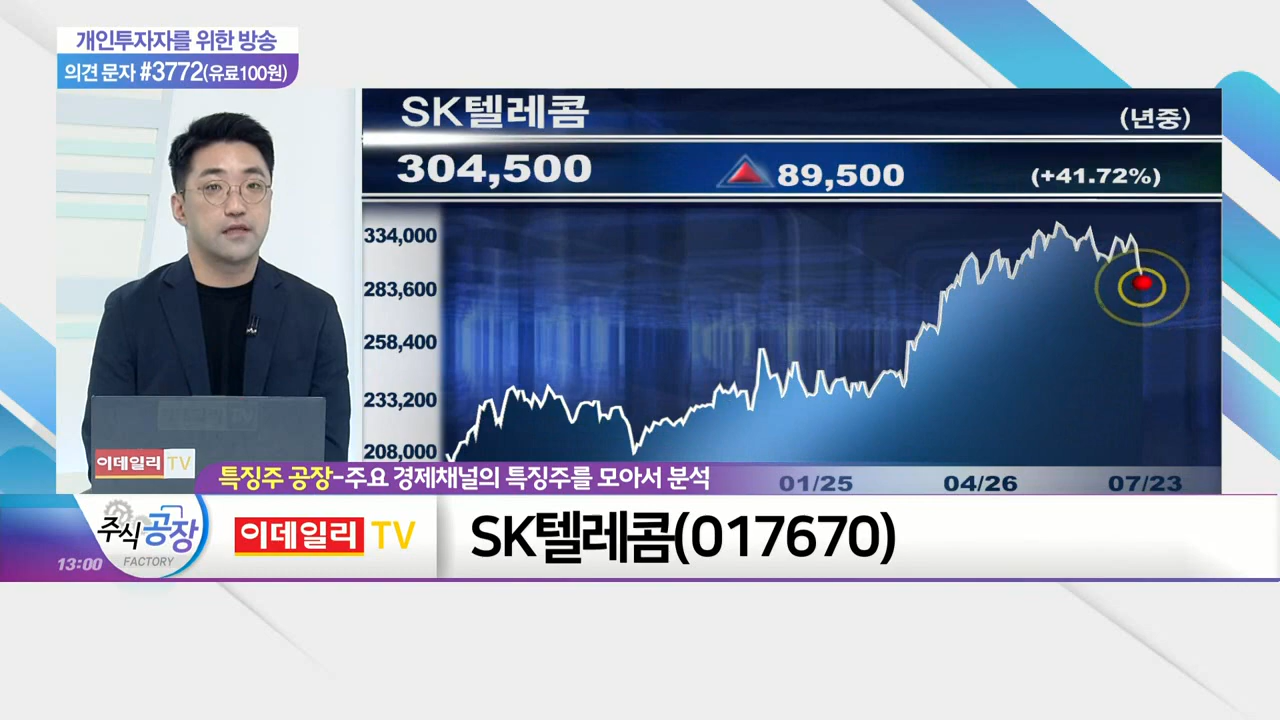 개인투자자를 위한 방송
의견 문자 #3772(유료100원)
SK텔레콤
(년중)
304,500
89,500
(+41.72%)
334,000
283,600
258,400
233,200
208,000
01/25
04/26
07/23
이데일리 TV
특징주 공장-주요 경제채널의 특징주를 모아서 분석
주식공장
FACTORY
13:00
이데일리 TV
SK텔레콤(017670)